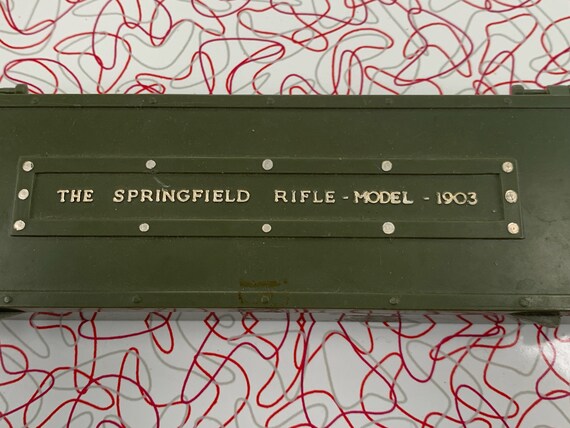 THE SPRINGFIELD RIFLE - MODEL - 1903